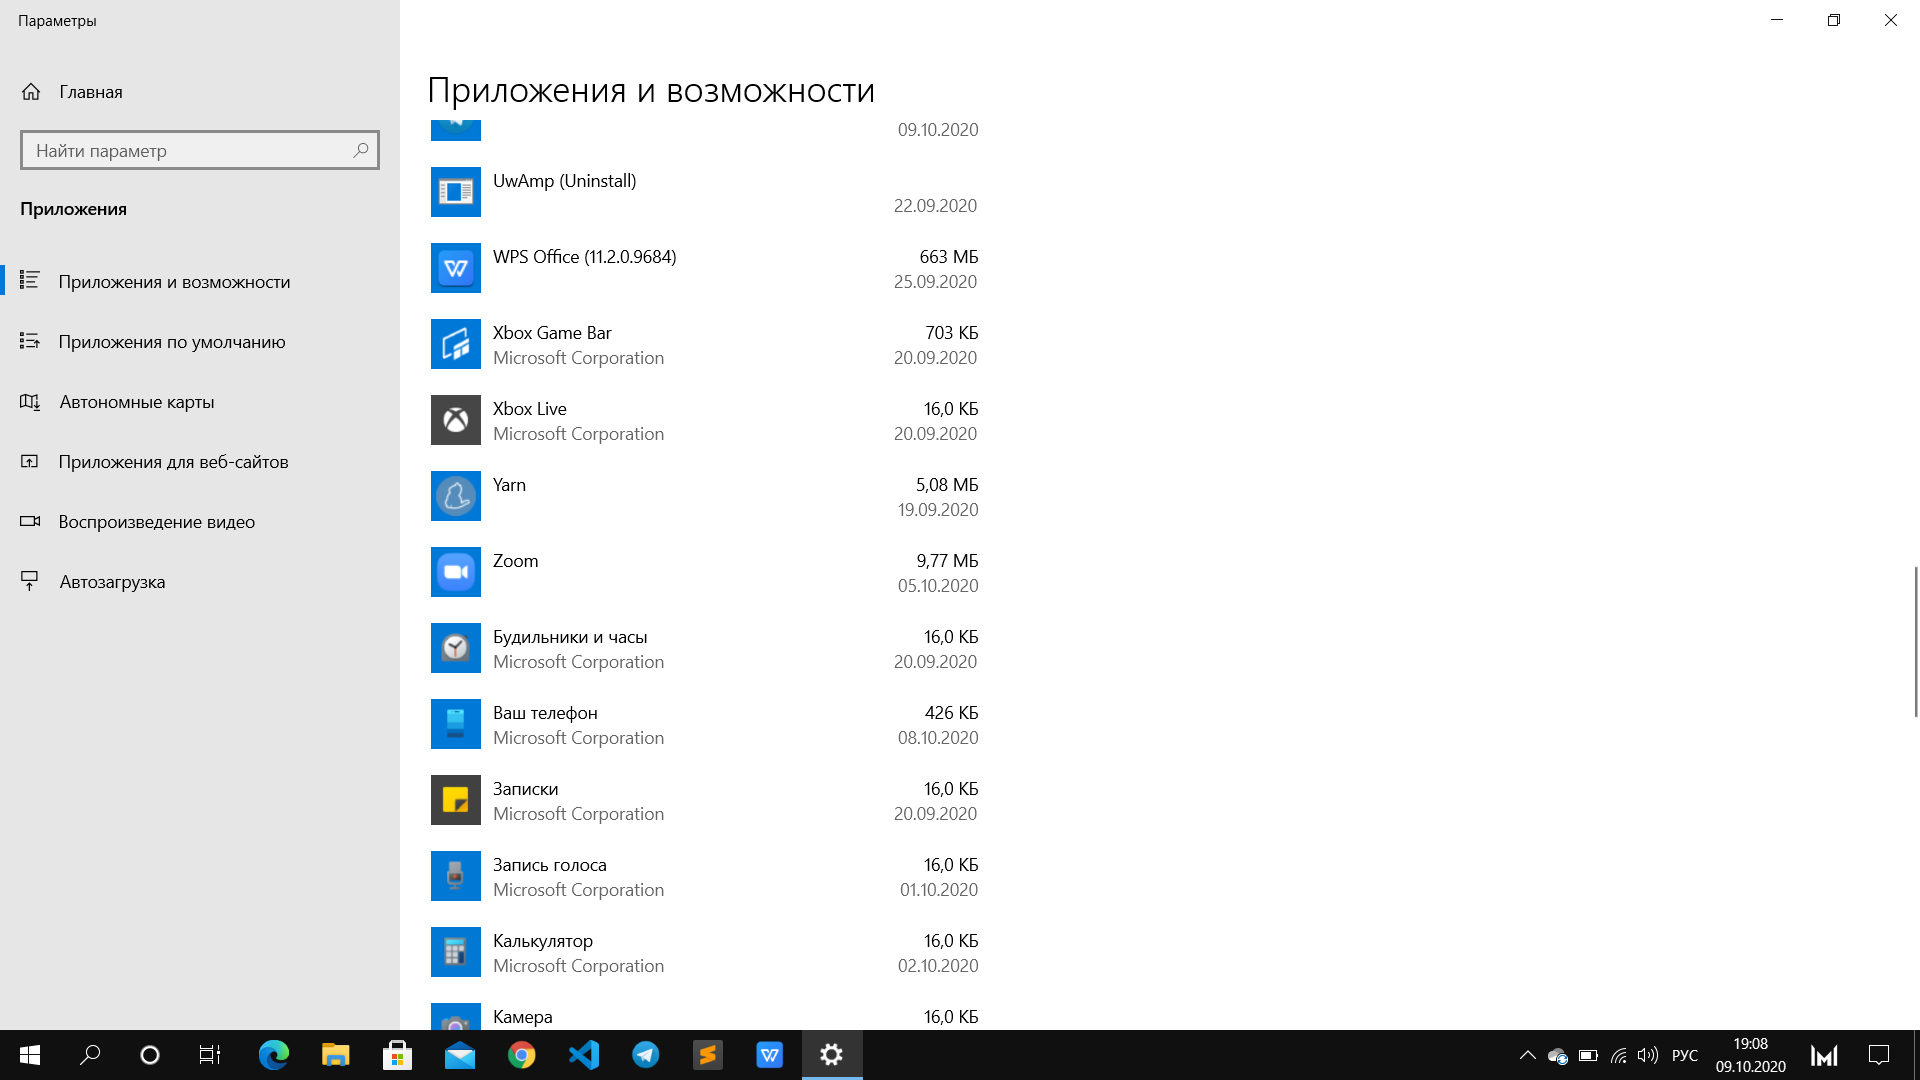 Параметры
Главная
Найти параметр
Приложения
Приложения и возможности
Приложения по умолчанию
Автономные карты
Приложения для веб-сайтов
Воспроизведение видео
Автозагрузка
Приложения и возможности
09.10.2020
UwAmp (Uninstall)
22.09.2020
WPS Office (11.2.0.9684) 663 МБ
25.09.2020
Xbox Game Bar 703 КБ
Microsoft Corporation 20.09.2020
Xbox Live 16,0 КБ
Microsoft Corporation 20.09.2020
Yarn 5,08 МБ
19.09.2020
Zoom 9,77 МБ
05.10.2020
Будильники и часы 16,0 КБ
Microsoft Corporation 20.09.2020
Ваш телефон 426 КБ
Microsoft Corporation 08.10.2020
Записки 16,0 КБ
Microsoft Corporation 20.09.2020
Запись голоса 16,0 КБ
Microsoft Corporation 01.10.2020
Калькулятор 16,0 КБ
Microsoft Corporation 02.10.2020
Камера 16,0 КБ
РУС
19:08
09.10.2020